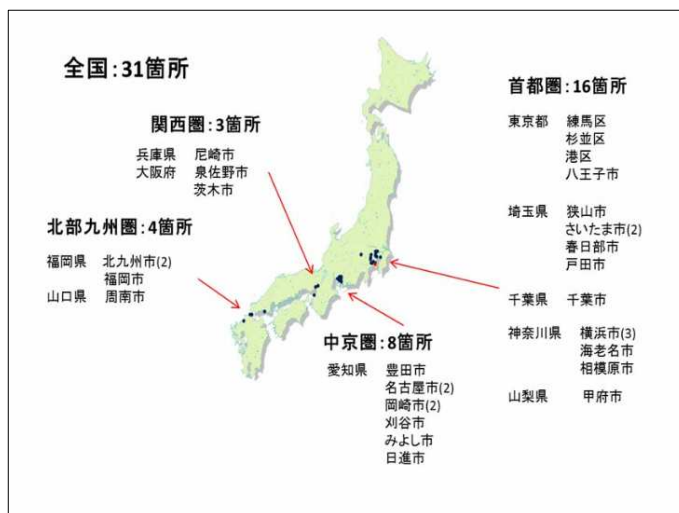 全国：31箇所
首都圏：16箇所
東京都 練馬区
杉並区
港区
八王子市
埼玉県 狭山市
さいたま市(2)
春日部市
戸田市
千葉県 千葉市
神奈川県 横浜市(3)
海老名市
相模原市
山梨県 甲府市
関西圏：3箇所
兵庫県 尼崎市
大阪府 泉佐野市
茨木市
北部九州圏：4箇所
福岡県 北九州市(2)
福岡市
山口県 周南市
中京圏：8箇所
愛知県 豊田市
名古屋市(2)
岡崎市(2)
刈谷市
みよし市
日進市